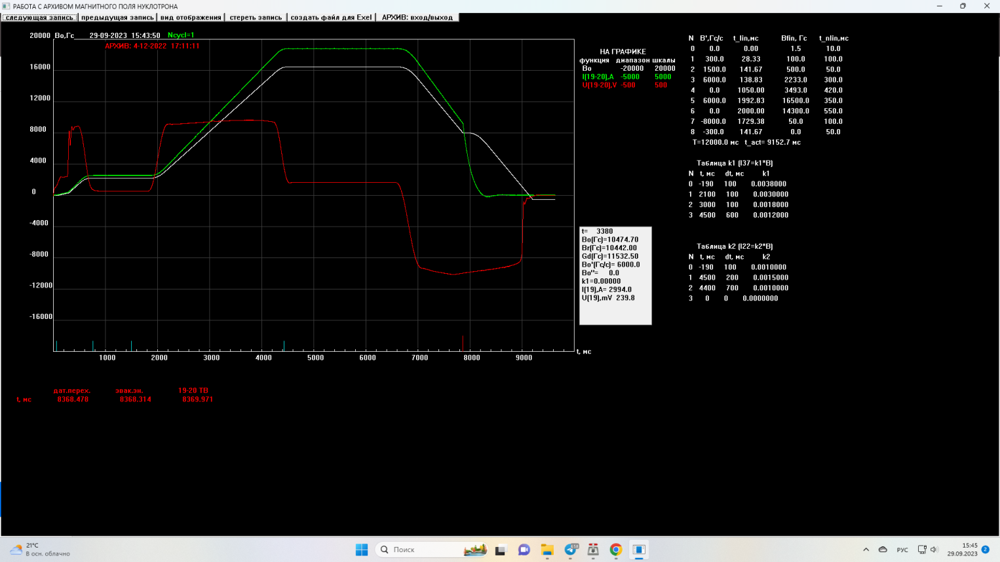 РАБОТА С АРХИВОМ МАГНИТНОГО ПОЛЯ НУКЛОТРОНА
следующая запись предыдущая запись вид отображения стереть запись создать файл для Exel АРХИВ: вход/выход
20000 Bo,Гс 29-09-2023 15:43:50 Ncycl=1
АРХИВ: 4-12-2022 17:11:11
16000
12000
8000
4000
0
-4000
-8000
-12000
-16000
1000 2000 3000 4000 5000 6000 7000 8000 9000
t, мс
НА ГРАФИКЕ
функция диапазон шкалы
Bo -20000 20000
I(19-20),A -5000 5000
U(19-20),V -500 500
t= 3380
Bo(Гс)=10474.70
Br(Гс)=10442.00
Gd(Гс)=11532.50
Bo'(Гс/с)= 6000.0
Bo''= 0.0
k1=0.00000
I(19),A= 2994.0
U(19),mV 239.8
N B',Гс/с t_lin,мс Bfin, Гс t_nlin,мс
0 0.0 0.00 1.5 10.0
1 300.0 28.33 100.0 100.0
2 1500.0 141.67 500.0 50.0
3 6000.0 138.83 2233.0 300.0
4 0.0 1050.00 3493.0 420.0
5 6000.0 1992.83 16500.0 350.0
6 0.0 2000.00 14300.0 550.0
7 -8000.0 1729.38 50.0 100.0
8 -300.0 141.67 0.0 50.0
T=12000.0 мс t_act= 9152.7 мс
Таблица k1 (I37=k1*B)
N t, мс dt, мс k1
0 -190 100 0.0038000
1 2100 100 0.0030000
2 3000 100 0.0018000
3 4500 600 0.0012000
Таблица k2 (I22=k2*B)
N t, мс dt, мс k2
0 -190 100 0.0010000
1 4500 200 0.0015000
2 4400 700 0.0010000
3 0 0 0.0000000
дат.перех. эвак.эн. 19-20 ТВ
t, мс 8368.478 8368.314 8369.971
21°C
В осн. облачно
Поиск
618
РУС
15:45
29.09.2023
2